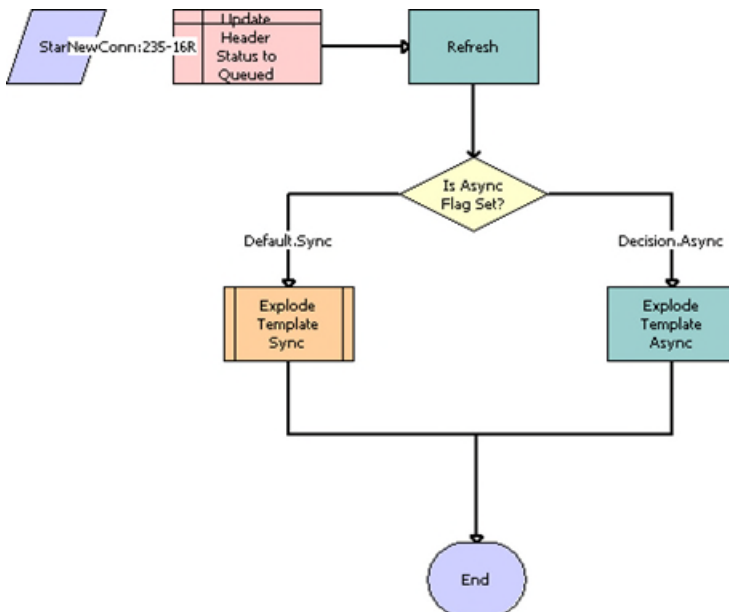 StarNewConn:235-16R
Update
Header
Status to
Queued
Refresh
Is Async
Flag Set?
Default.Sync
Decision.Async
Explode
Template
Sync
Explode
Template
Async
End